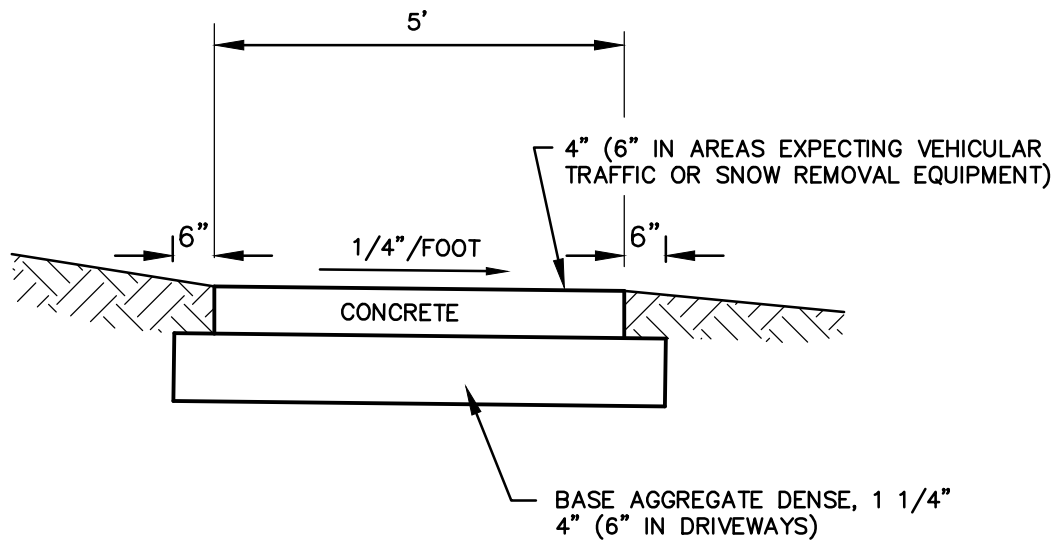 5'
4" (6" IN AREAS EXPECTING VEHICULAR
TRAFFIC OR SNOW REMOVAL EQUIPMENT)
6"
1/4"/FOOT
6"
CONCRETE
BASE AGGREGATE DENSE, 1 1/4"
4" (6" IN DRIVEWAYS)